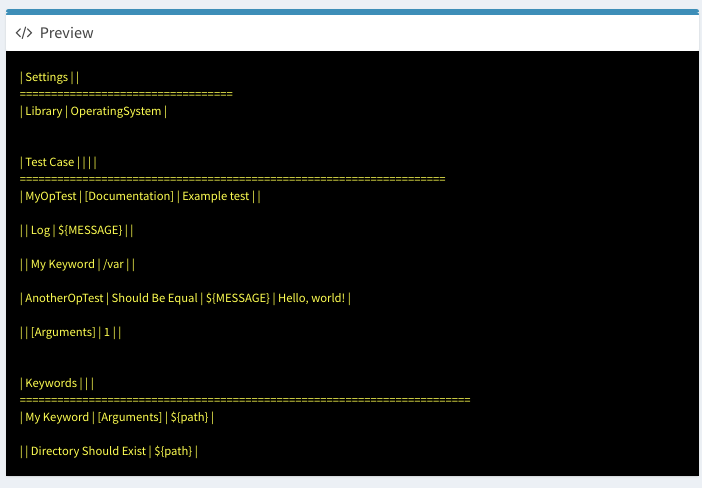 </> Preview
| Settings | |
==================================
| Library | OperatingSystem |
| Test Case | | | |
====================================================================
| MyOpTest | [Documentation] | Example test | |
| | Log | ${MESSAGE} | |
| | My Keyword | /var | |
| AnotherOpTest | Should Be Equal | ${MESSAGE} | Hello, world! |
| | [Arguments] | 1 | |
| Keywords | | |
========================================================================
| My Keyword | [Arguments] | ${path} |
| | Directory Should Exist | ${path} |